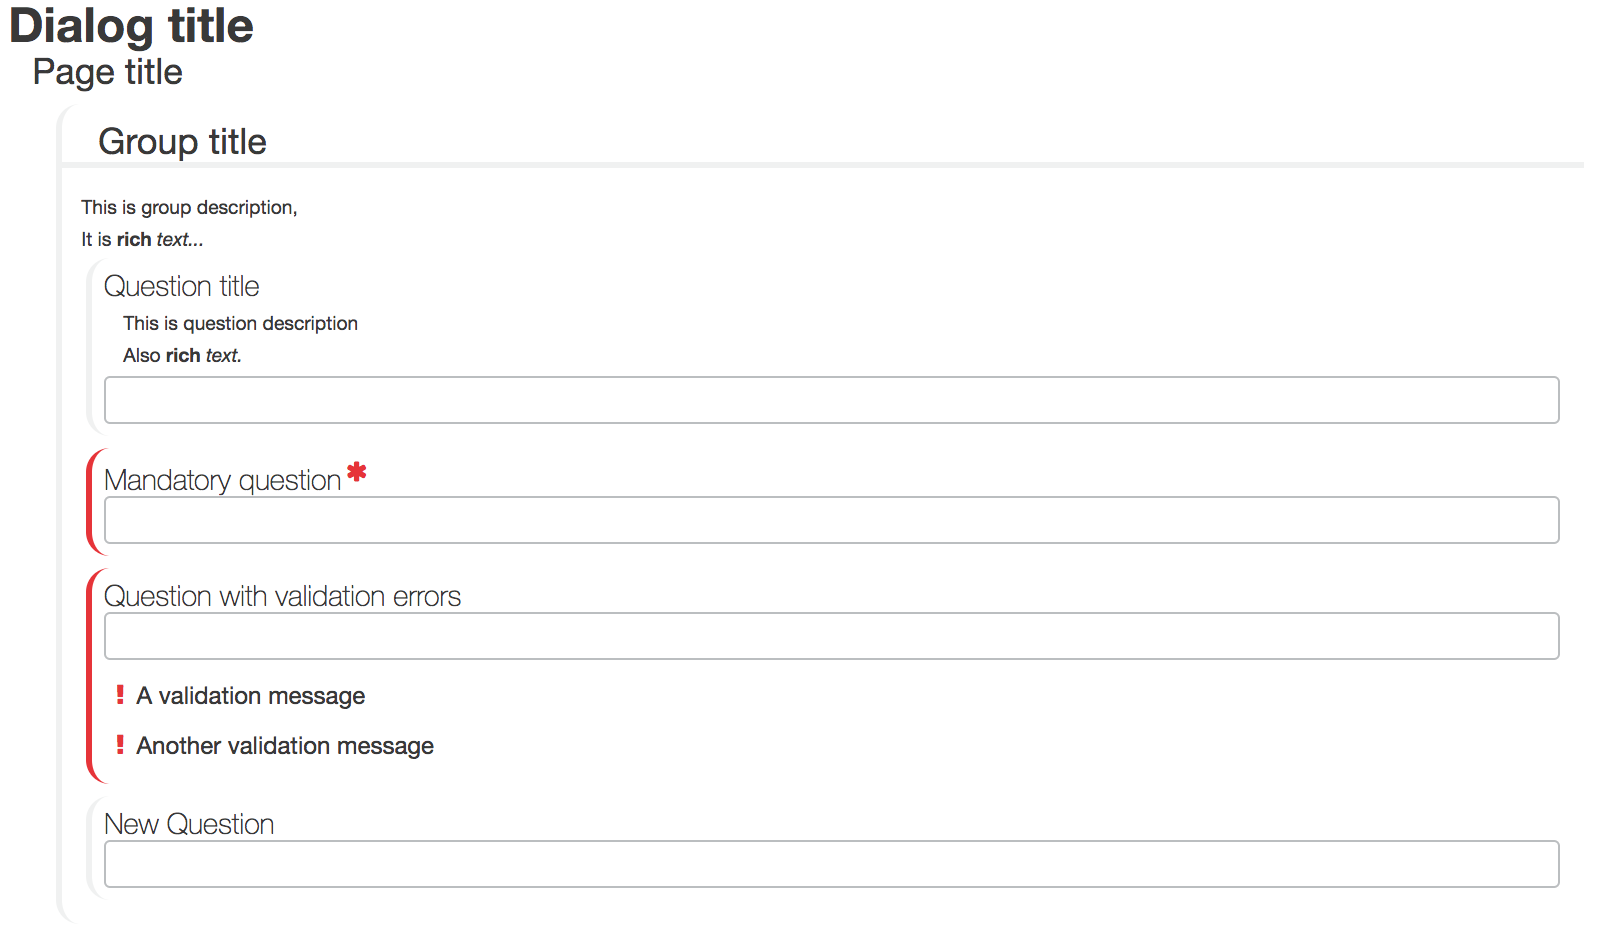 Dialog title
Page title
Group title
This is group description,
It is rich text...
Question title
This is question description
Also rich text.
Mandatory question *
Question with validation errors
! A validation message
! Another validation message
New Question